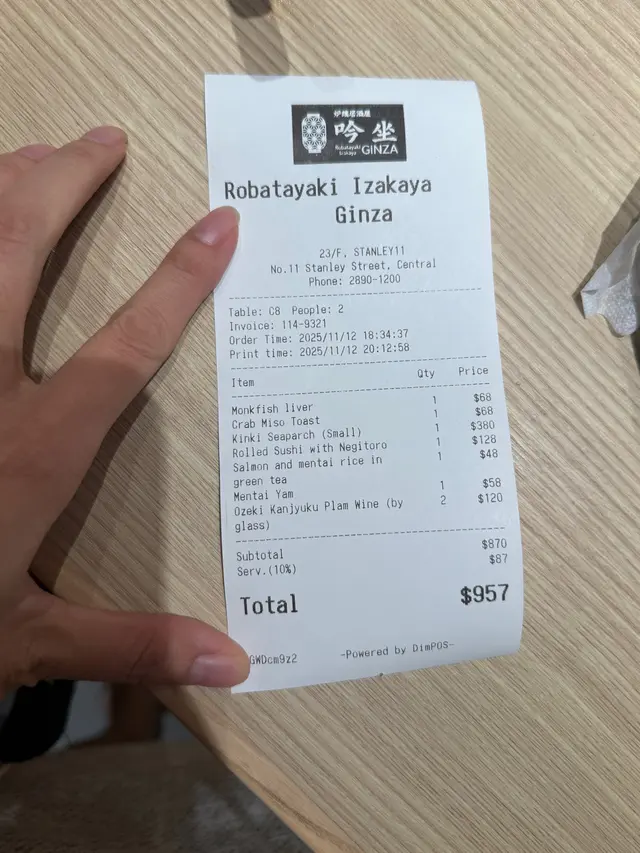 炉端居酒屋
吟 坐
Robatayaki Izakaya GINZA
Robatayaki Izakaya
Ginza
23/F, STANLEY11
No.11 Stanley Street, Central
Phone: 2890-1200
Table: C8 People: 2
Invoice: 114-9321
Order Time: 2025/11/12 18:34:37
Print time: 2025/11/12 20:12:58
Item Qty Price
Monkfish liver 1 $68
Crab Miso Toast 1 $68
Kinki Seaparch (Small) 1 $380
Rolled Sushi with Negitoro 1 $128
Salmon and mentai rice in 1 $48
green tea
Mentai Yam 1 $58
Ozeki Kanjyuku Plam Wine (by 2 $120
glass)
Subtotal $870
Serv.(10%) $87
Total $957
GWDcm9z2 -Powered by DimPOS-